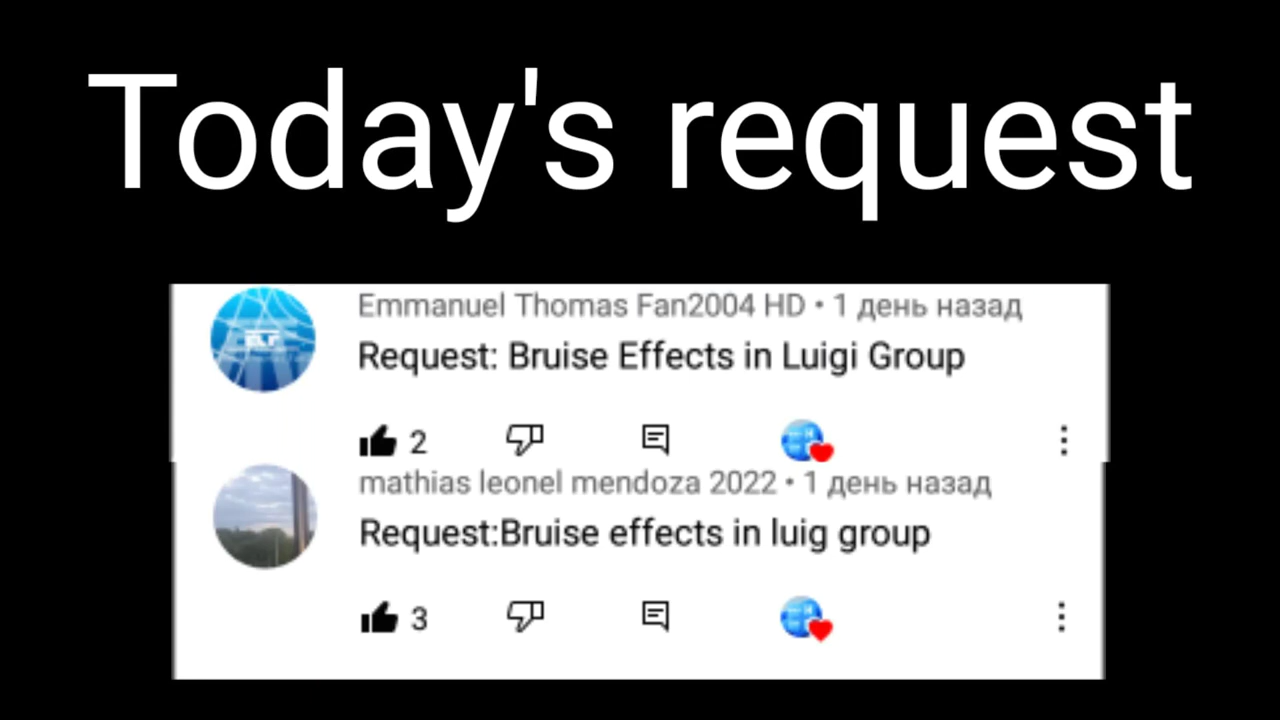 Today's request
Emmanuel Thomas Fan2004 HD • 1 день назад
Request: Bruise Effects in Luigi Group
2
mathias leonel mendoza 2022 • 1 день назад
Request:Bruise effects in luig group
3